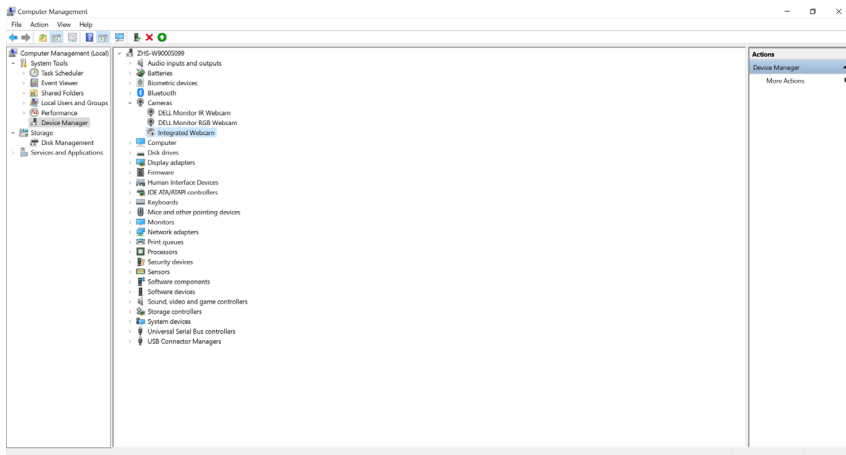 Computer Management
File Action View Help
Computer Management (Local)
System Tools
Task Scheduler
Event Viewer
Shared Folders
Local Users and Groups
Performance
Device Manager
Storage
Disk Management
Services and Applications
ZHS-W90005099
Audio inputs and outputs
Batteries
Biometric devices
Bluetooth
Cameras
DELL Monitor IR Webcam
DELL Monitor RGB Webcam
Integrated Webcam
Computer
Disk drives
Display adapters
Firmware
Human Interface Devices
IDE ATA/ATAPI controllers
Keyboards
Mice and other pointing devices
Monitors
Network adapters
Print queues
Processors
Security devices
Sensors
Software components
Software devices
Sound, video and game controllers
Storage controllers
System devices
Universal Serial Bus controllers
USB Connector Managers
Actions
Device Manager
More Actions